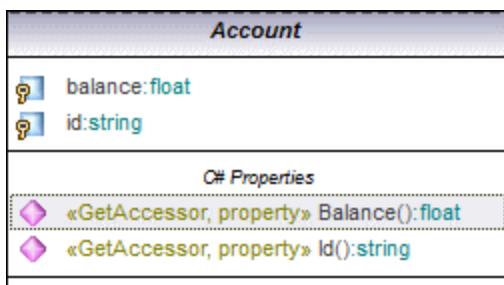 Account
balance:float
id:string
C# Properties
«GetAccessor, property» Balance():float
«GetAccessor, property» Id():string